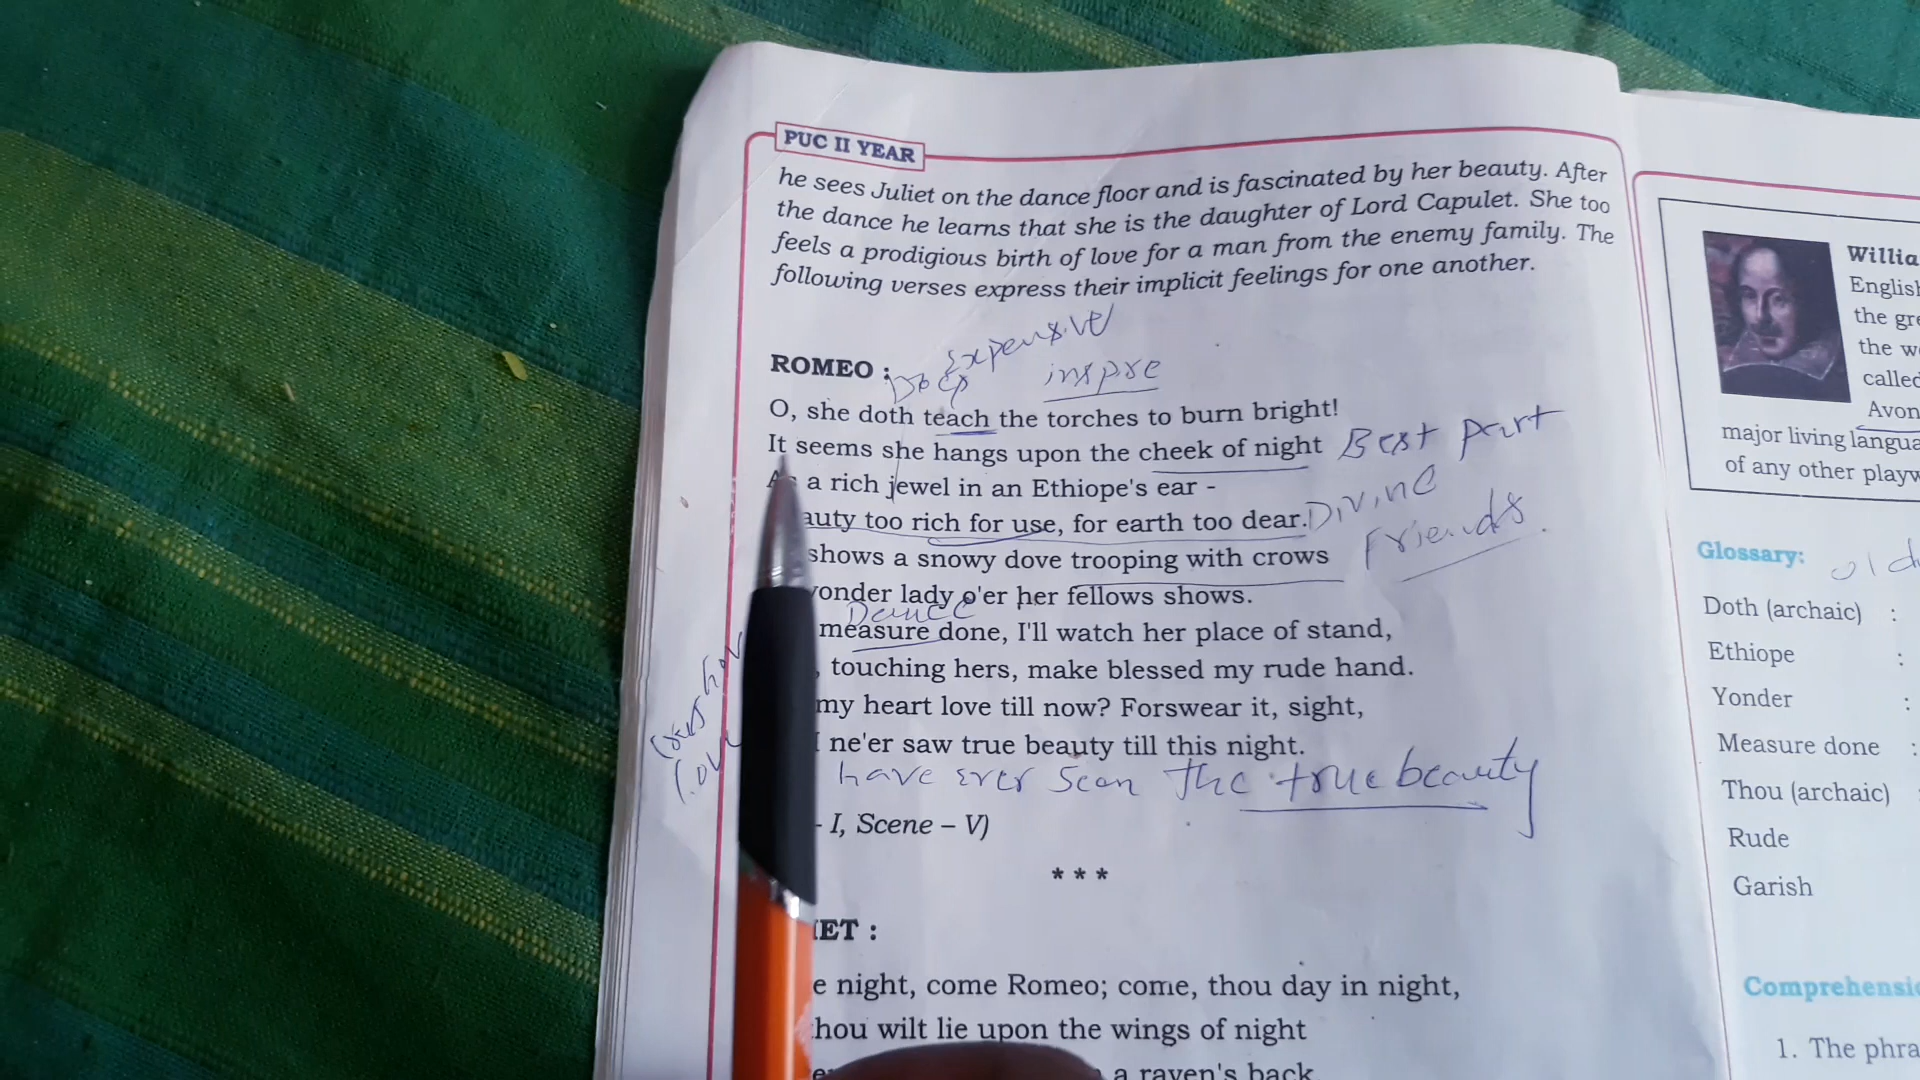 PUC II YEAR
he sees Juliet on the dance floor and is fascinated by her beauty. After
the dance he learns that she is the daughter of Lord Capulet. She too
feels a prodigious birth of love for a man from the enemy family. The
following verses express their implicit feelings for one another.
Expensive
ROMEO :
inspre
O, she doth teach the torches to burn bright!
It seems she hangs upon the cheek of night
Best part
a rich jewel in an Ethiope's ear -
Divine
auty too rich for use, for earth too dear.
Friends
shows a snowy dove trooping with crows
yonder lady o'er her fellows shows.
Dance
measure done, I'll watch her place of stand,
, touching hers, make blessed my rude hand.
my heart love till now? Forswear it, sight,
ne'er saw true beauty till this night.
have ever seen the true beauty
Love
- I, Scene – V)
* * *
IET :
e night, come Romeo; come, thou day in night,
hou wilt lie upon the wings of night
a raven's back
Willia
English
the gre
the w
called
Avon
major living langua
of any other playw
Glossary:
old
Doth (archaic) :
Ethiope :
Yonder :
Measure done :
Thou (archaic)
Rude
Garish
Comprehensi
1. The phra